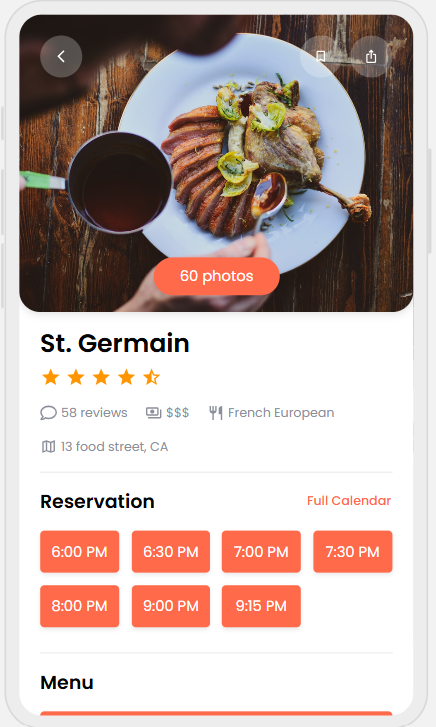 60 photos
St. Germain
58 reviews $$$ French European
13 food street, CA
Reservation Full Calendar
6:00 PM 6:30 PM 7:00 PM 7:30 PM
8:00 PM 9:00 PM 9:15 PM
Menu